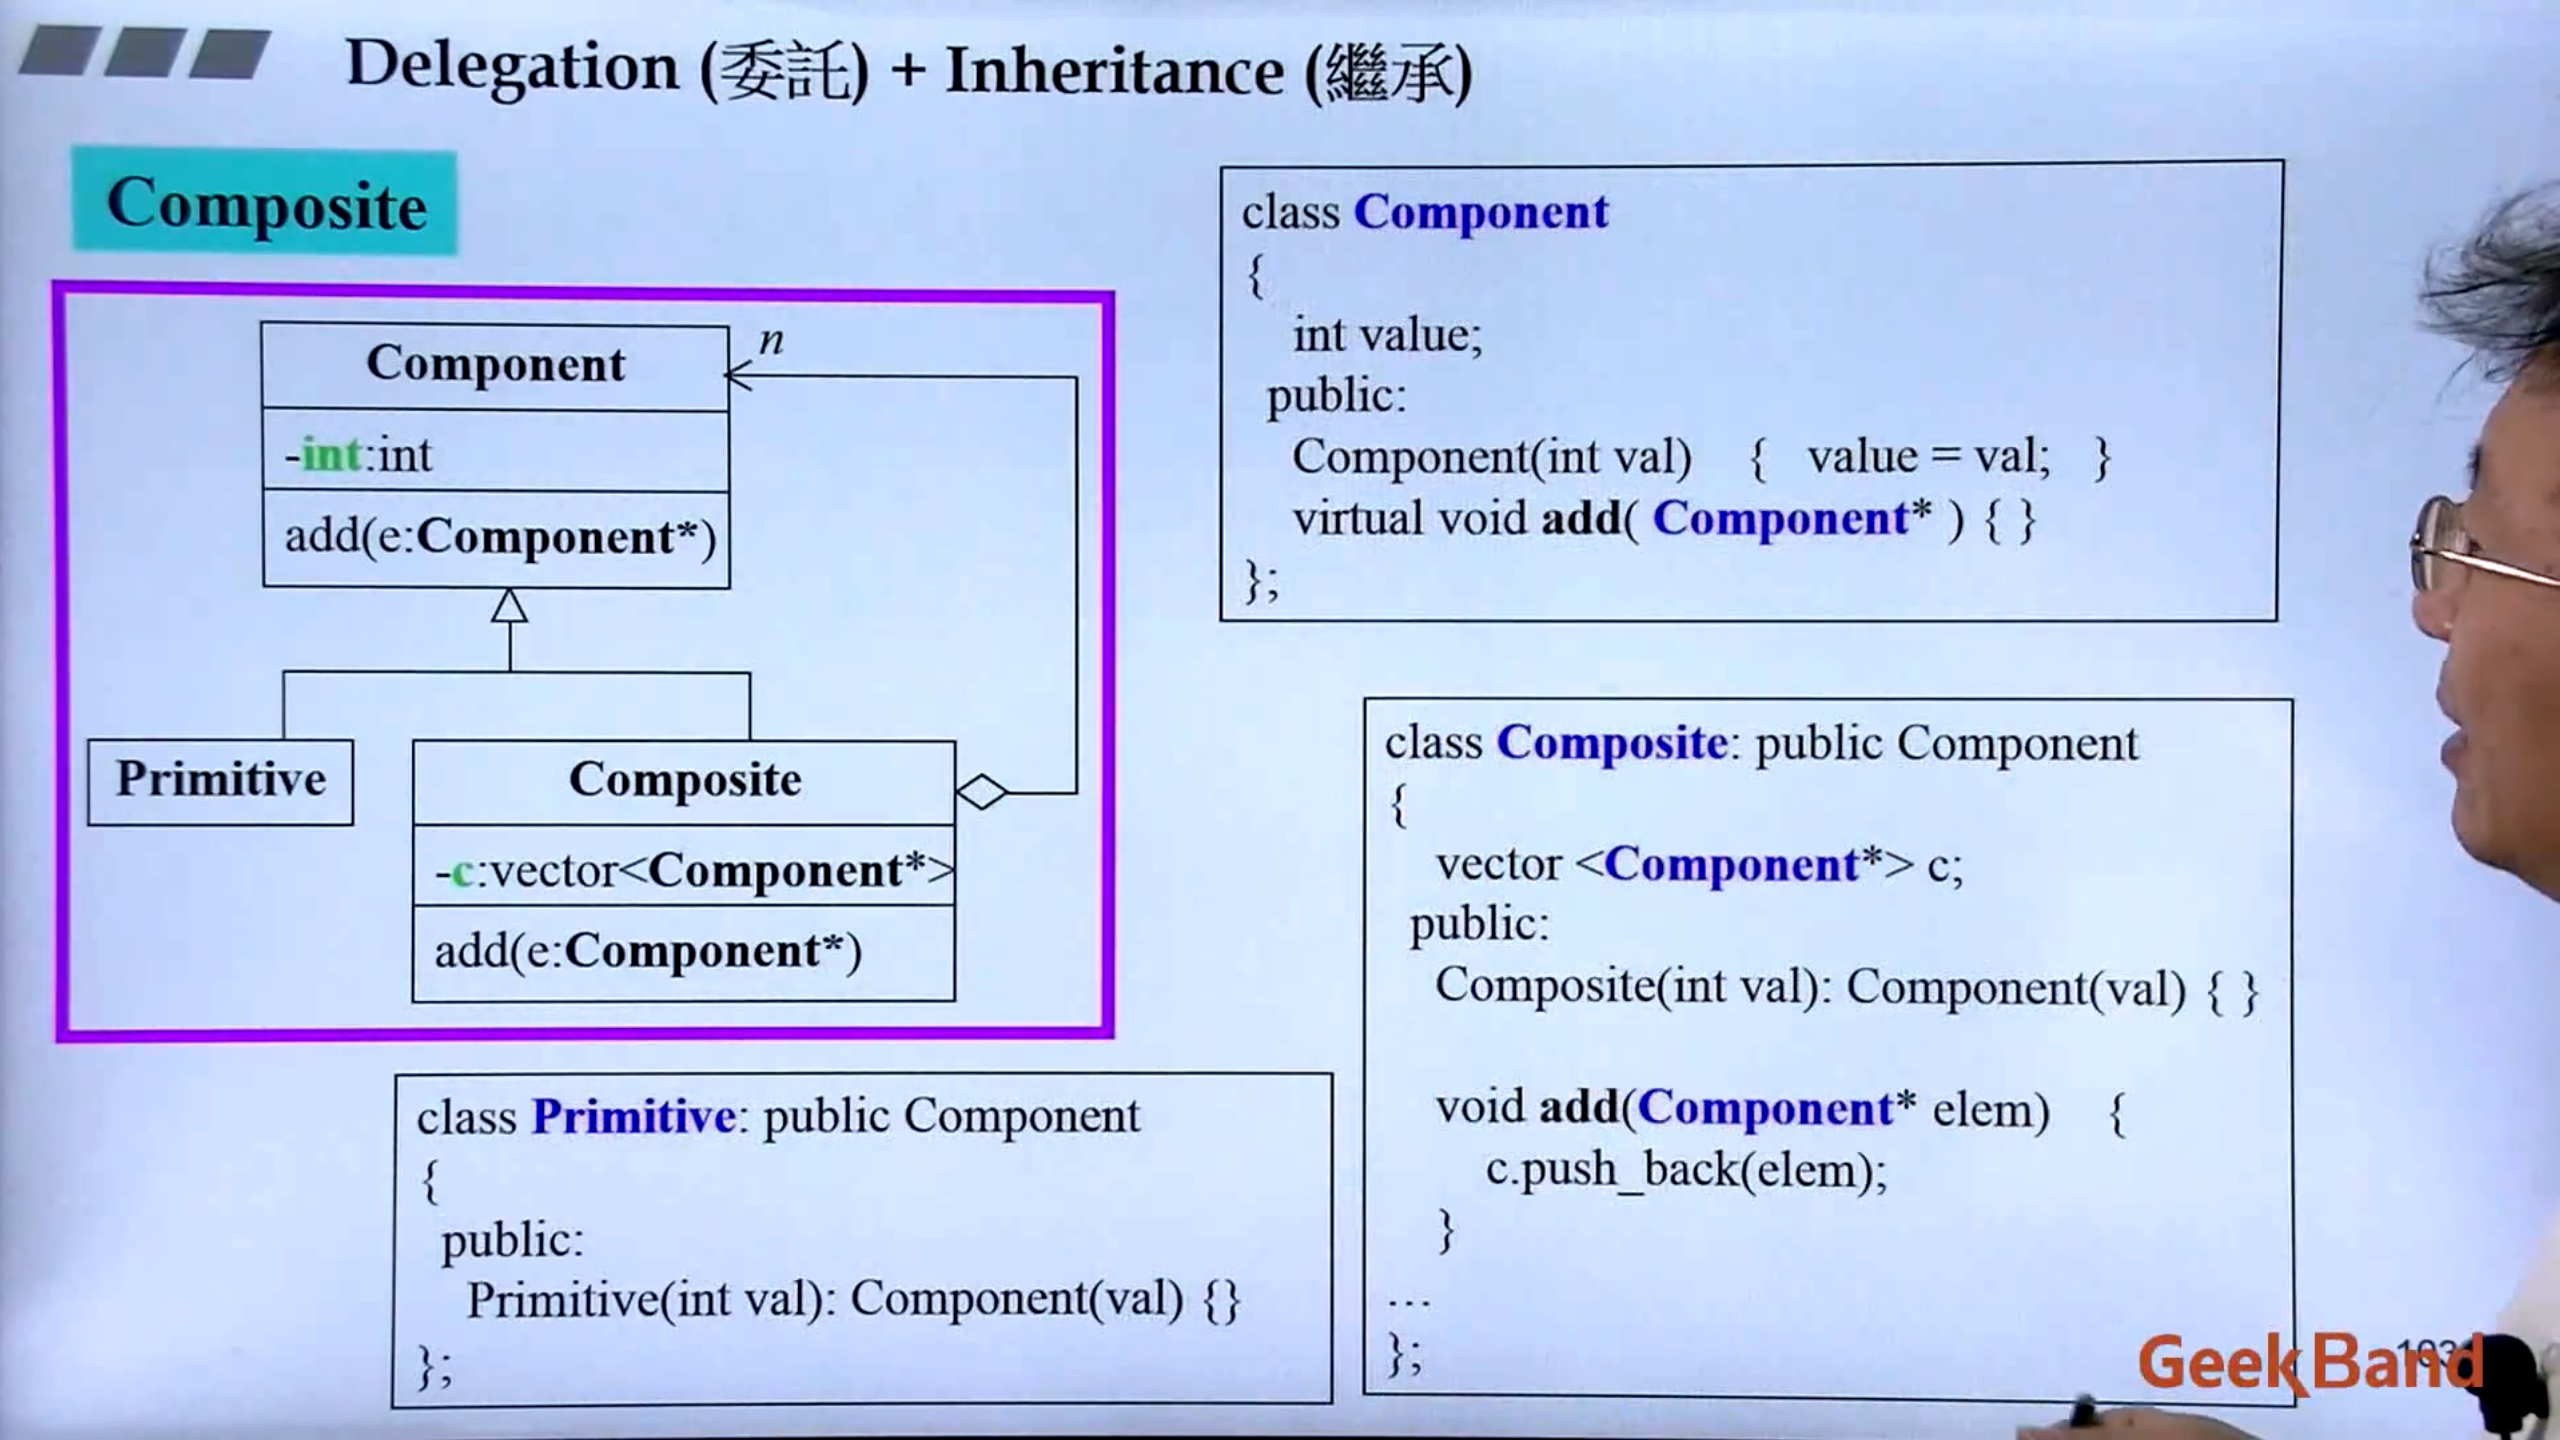 Delegation (委託) + Inheritance (繼承)
Composite
Component
n
-int:int
add(e:Component*)
Primitive
Composite
-c:vector<Component*>
add(e:Component*)
class Component
{
int value;
public:
Component(int val) { value = val; }
virtual void add( Component* ) { }
};
class Primitive: public Component
{
public:
Primitive(int val): Component(val) {}
};
class Composite: public Component
{
vector <Component*> c;
public:
Composite(int val): Component(val) { }
void add(Component* elem) {
c.push_back(elem);
}
...
};
GeekBand